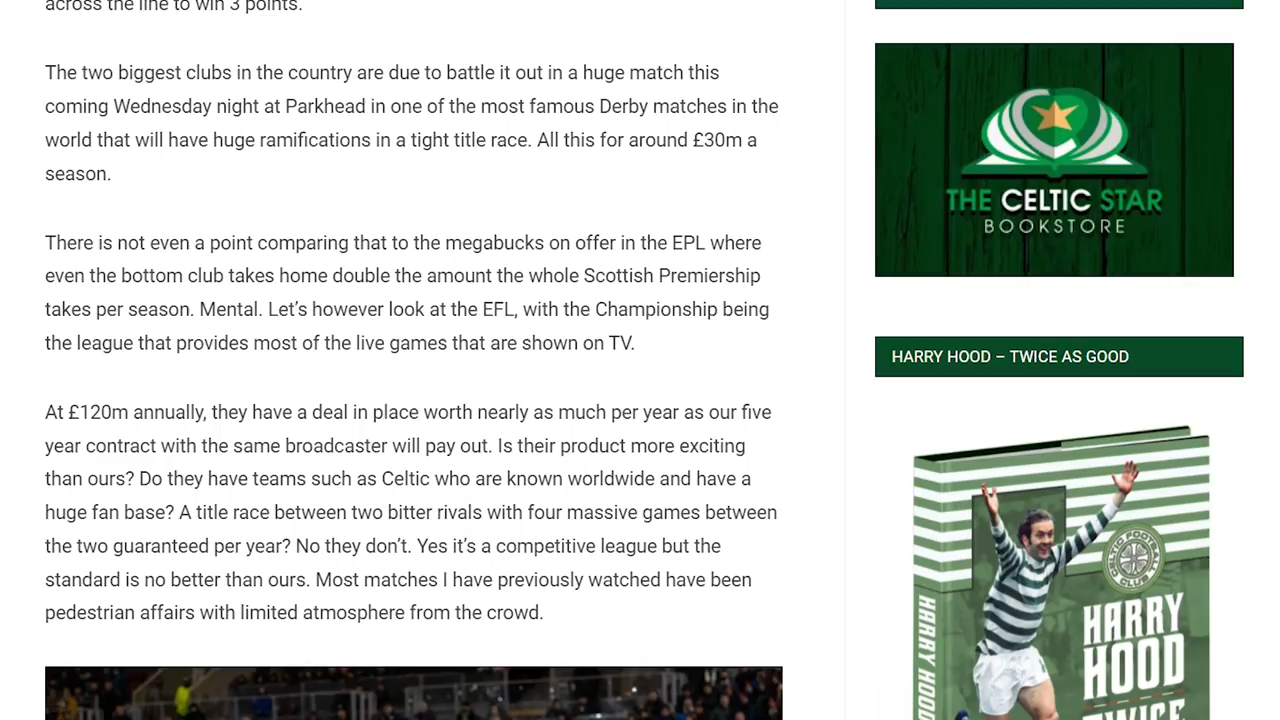 across the line to win 3 points.
The two biggest clubs in the country are due to battle it out in a huge match this
coming Wednesday night at Parkhead in one of the most famous Derby matches in the
world that will have huge ramifications in a tight title race. All this for around £30m a
season.
There is not even a point comparing that to the megabucks on offer in the EPL where
even the bottom club takes home double the amount the whole Scottish Premiership
takes per season. Mental. Let’s however look at the EFL, with the Championship being
the league that provides most of the live games that are shown on TV.
At £120m annually, they have a deal in place worth nearly as much per year as our five
year contract with the same broadcaster will pay out. Is their product more exciting
than ours? Do they have teams such as Celtic who are known worldwide and have a
huge fan base? A title race between two bitter rivals with four massive games between
the two guaranteed per year? No they don’t. Yes it’s a competitive league but the
standard is no better than ours. Most matches I have previously watched have been
pedestrian affairs with limited atmosphere from the crowd.
THE CELTIC STAR
BOOKSTORE
HARRY HOOD – TWICE AS GOOD
THE CELTIC FOOTBALL CLUB
HARRY
HOOD
TWICE
HARRY HOOD